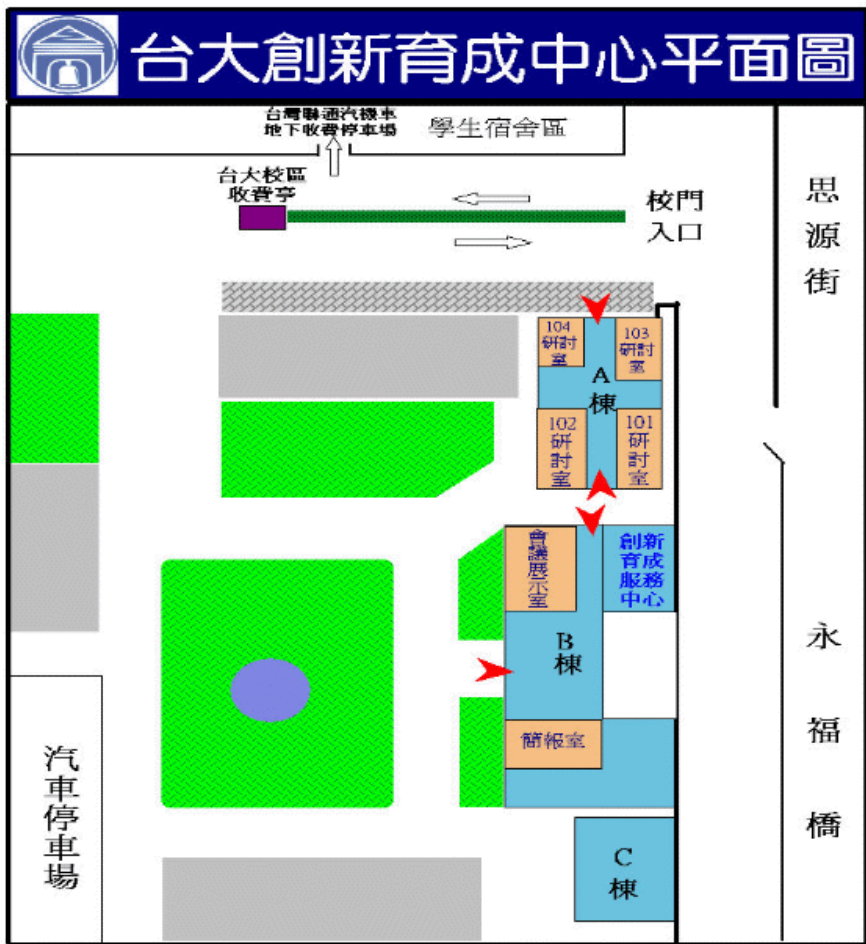 台大創新育成中心平面圖
台灣聯通汽機車
地下收費停車場
學生宿舍區
台大校區
收費亭
校門
入口
思源街
104
研討
室
103
研討
室
A
棟
102
研
討
室
101
研
討
室
會議展示室
創新
育成
服務
中心
B
棟
簡報室
永福橋
汽車停車場
C
棟